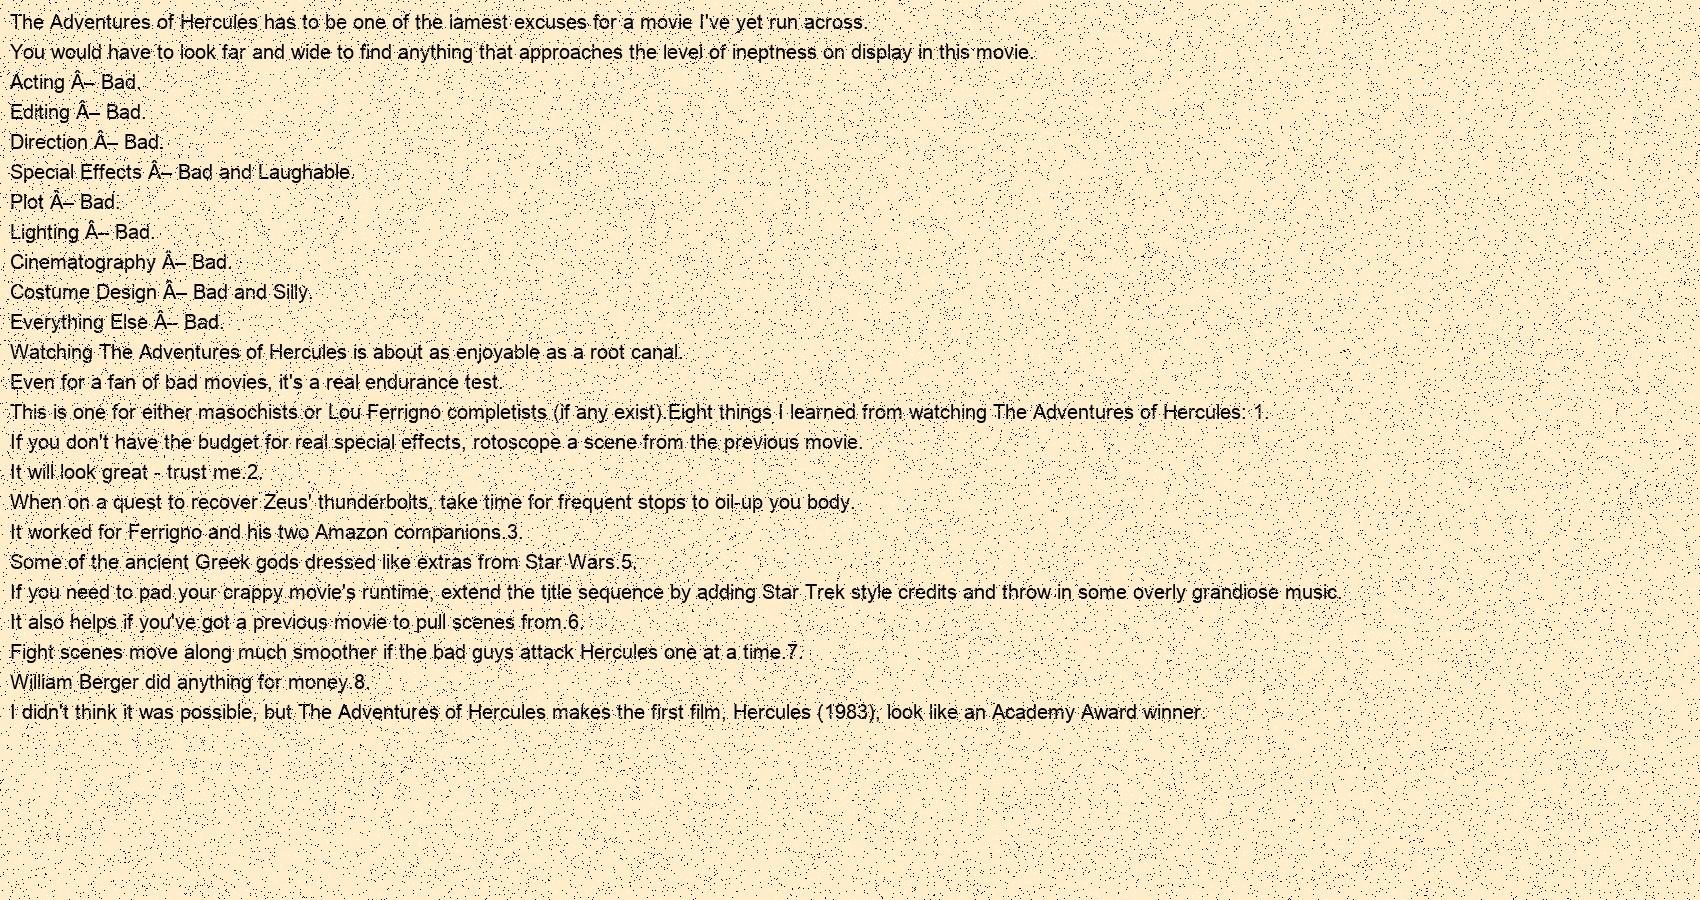 The Adventures of Hercules has to be one of the lamest excuses for a movie I've yet run across.
You would have to look far and wide to find anything that approaches the level of ineptness on display in this movie.
Acting Â– Bad.
Editing Â– Bad.
Direction Â– Bad.
Special Effects Â– Bad and Laughable.
Plot Â– Bad.
Lighting Â– Bad.
Cinematography Â– Bad.
Costume Design Â– Bad and Silly.
Everything Else Â– Bad.
Watching The Adventures of Hercules is about as enjoyable as a root canal.
Even for a fan of bad movies, it's a real endurance test.
This is one for either masochists or Lou Ferrigno completists (if any exist).Eight things I learned from watching The Adventures of Hercules: 1.
If you don't have the budget for real special effects, rotoscope a scene from the previous movie.
It will look great - trust me.2.
When on a quest to recover Zeus' thunderbolts, take time for frequent stops to oil-up you body.
It worked for Ferrigno and his two Amazon companions.3.
Some of the ancient Greek gods dressed like extras from Star Wars.5.
If you need to pad your crappy movie's runtime, extend the title sequence by adding Star Trek style credits and throw in some overly grandiose music.
It also helps if you've got a previous movie to pull scenes from.6.
Fight scenes move along much smoother if the bad guys attack Hercules one at a time.7.
William Berger did anything for money.8.
I didn't think it was possible, but The Adventures of Hercules makes the first film, Hercules (1983), look like an Academy Award winner.